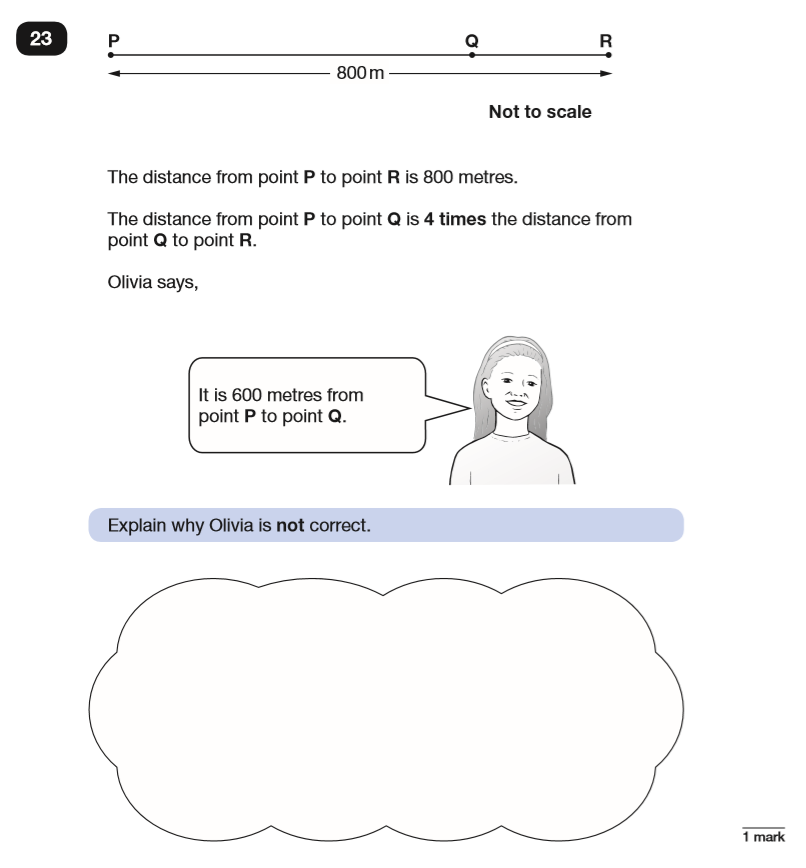 23
P Q R
800 m
Not to scale
The distance from point P to point R is 800 metres.
The distance from point P to point Q is 4 times the distance from
point Q to point R.
Olivia says,
It is 600 metres from
point P to point Q.
Explain why Olivia is not correct.
1 mark